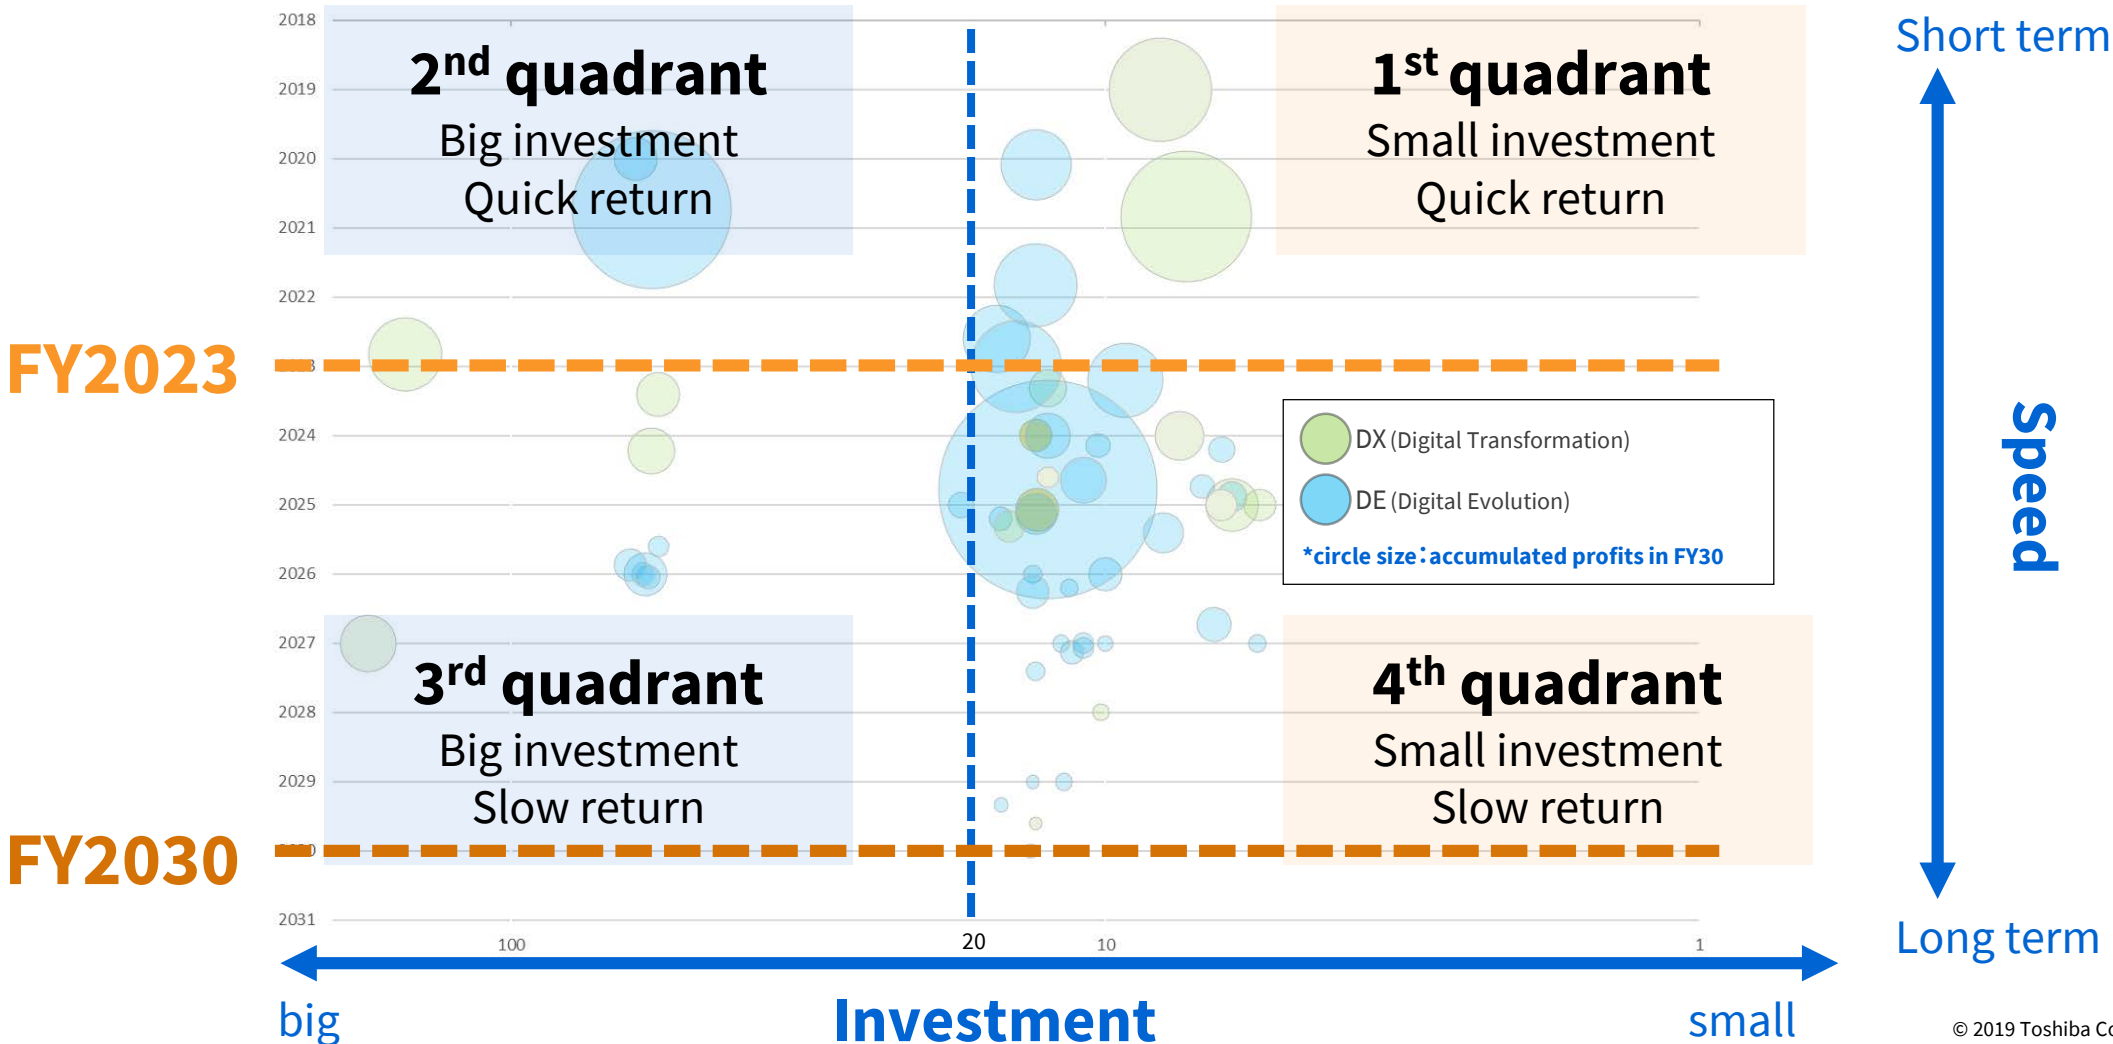 2018
2019
2020
2021
2022
2024
2025
2026
2027
2028
2029
2031
FY2023
FY2030
2nd quadrant
Big investment
Quick return
1st quadrant
Small investment
Quick return
3rd quadrant
Big investment
Slow return
4th quadrant
Small investment
Slow return
DX (Digital Transformation)
DE (Digital Evolution)
*circle size:accumulated profits in FY30
Short term
Speed
Long term
100
20
10
1
big
Investment
small
© 2019 Toshiba